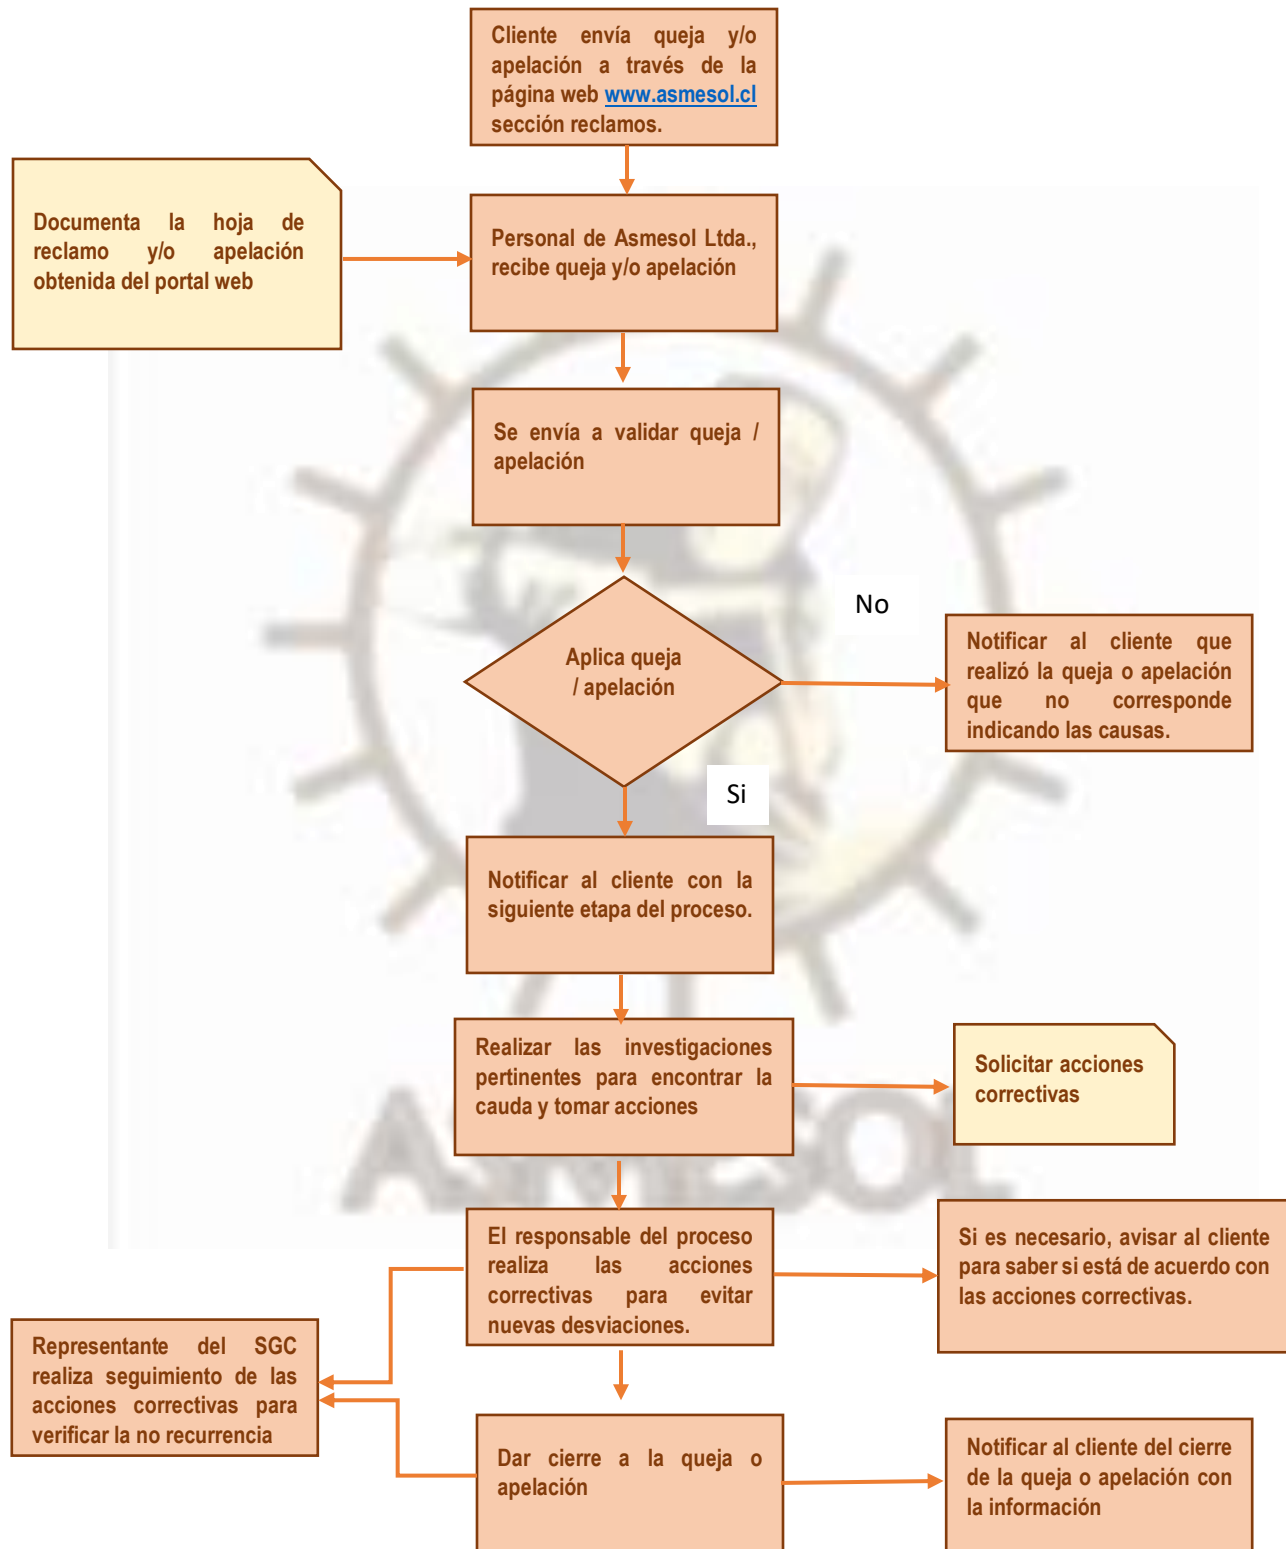 Cliente envía queja y/o
apelación a través de la
página web www.asmesol.cl
sección reclamos.
Documenta la hoja de
reclamo y/o apelación
obtenida del portal web
Personal de Asmesol Ltda.,
recibe queja y/o apelación
Se envía a validar queja /
apelación
Aplica queja
/ apelación
No
Notificar al cliente que
realizó la queja o apelación
que no corresponde
indicando las causas.
Si
Notificar al cliente con la
siguiente etapa del proceso.
Realizar las investigaciones
pertinentes para encontrar la
cauda y tomar acciones
Solicitar acciones
correctivas
ASMESOL
El responsable del proceso
realiza las acciones
correctivas para evitar
nuevas desviaciones.
Si es necesario, avisar al cliente
para saber si está de acuerdo con
las acciones correctivas.
Representante del SGC
realiza seguimiento de las
acciones correctivas para
verificar la no recurrencia
Dar cierre a la queja o
apelación
Notificar al cliente del cierre
de la queja o apelación con
la información